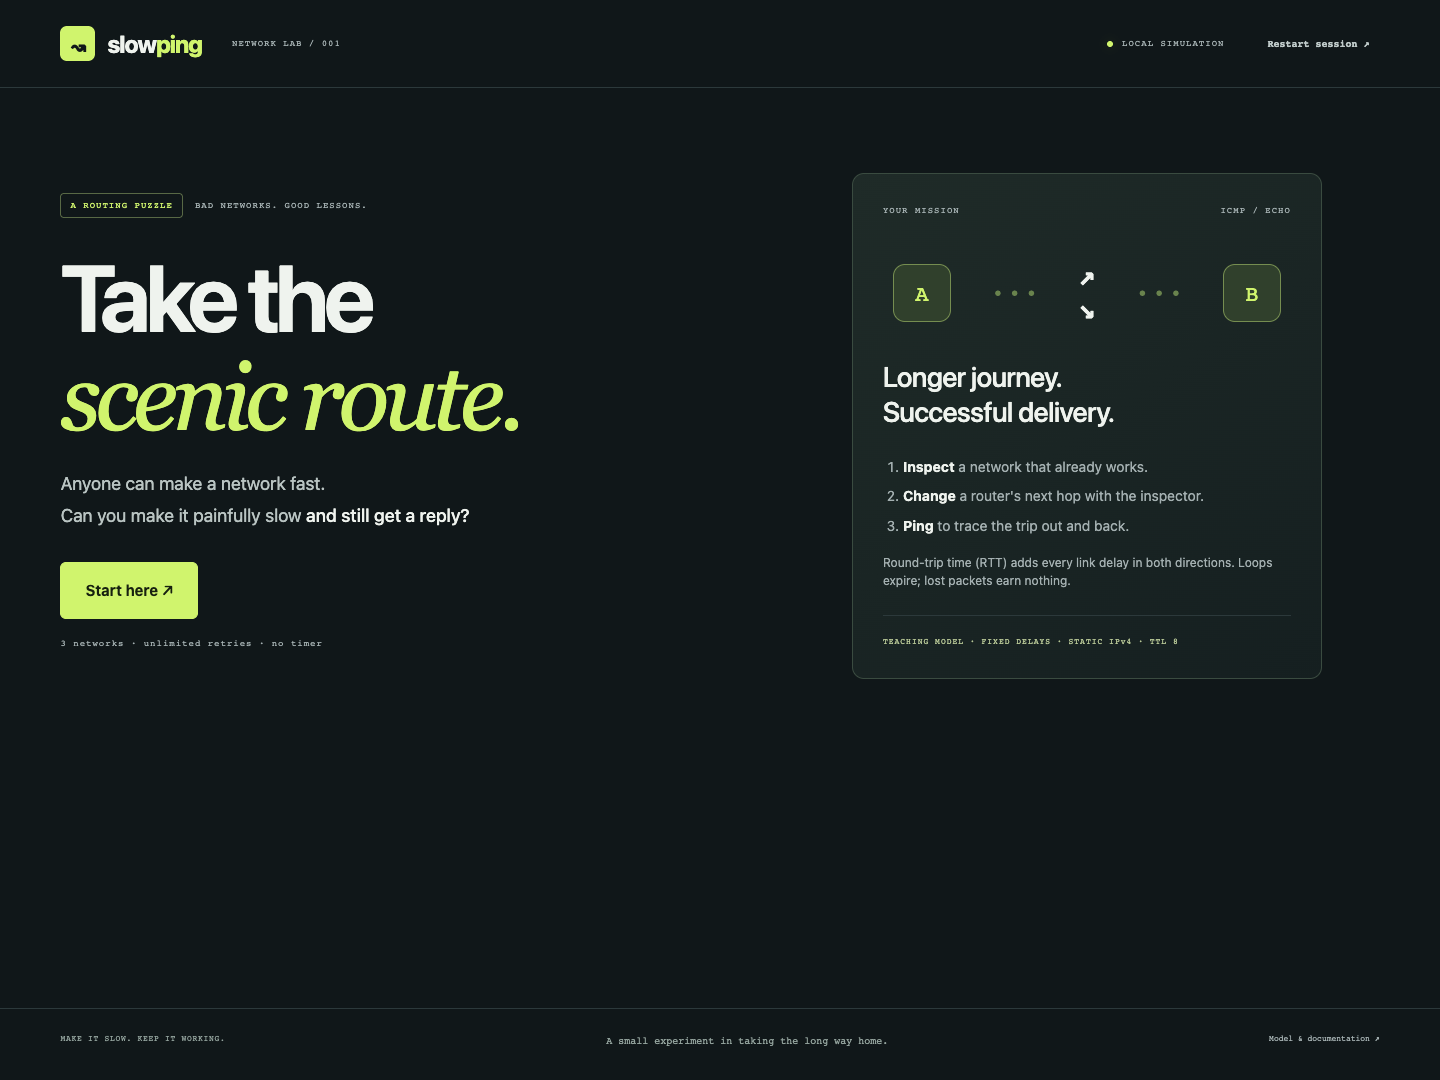 slowping
NETWORK LAB / 001
LOCAL SIMULATION
Restart session ↗
A ROUTING PUZZLE
BAD NETWORKS. GOOD LESSONS.
Take the
scenic route.
Anyone can make a network fast.
Can you make it painfully slow and still get a reply?
Start here ↗
3 networks · unlimited retries · no timer
YOUR MISSION
ICMP / ECHO
A
B
Longer journey.
Successful delivery.
1. Inspect a network that already works.
2. Change a router's next hop with the inspector.
3. Ping to trace the trip out and back.
Round-trip time (RTT) adds every link delay in both directions. Loops
expire; lost packets earn nothing.
TEACHING MODEL · FIXED DELAYS · STATIC IPv4 · TTL 8
MAKE IT SLOW. KEEP IT WORKING.
A small experiment in taking the long way home.
Model & documentation ↗